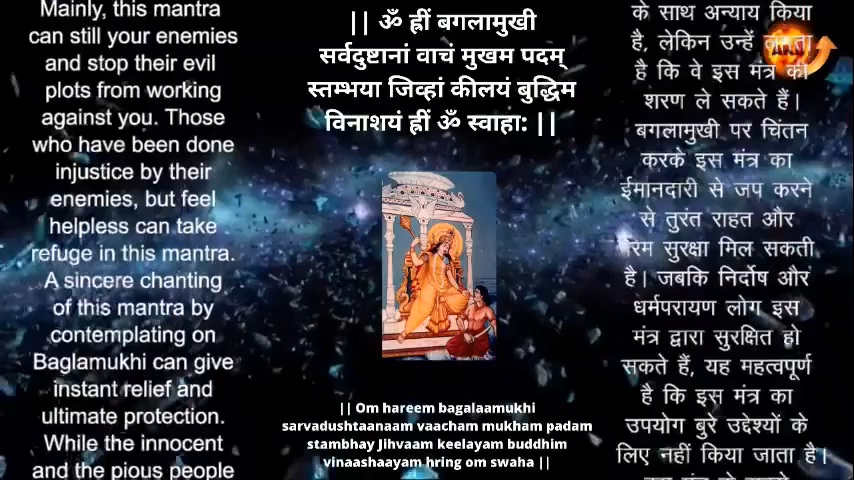 Mainly, this mantra
can still your enemies
and stop their evil
plots from working
against you. Those
who have been done
injustice by their
enemies, but feel
helpless can take
refuge in this mantra.
A sincere chanting
of this mantra by
contemplating on
Baglamukhi can give
instant relief and
ultimate protection.
While the innocent
and the pious people
|| ॐ ह्रीं बगलामुखी
सर्वदुष्टानां वाचं मुखम पदम्
स्तम्भया जिव्हां कीलयं बुद्धिम
विनाशयं ह्रीं ॐ स्वाहा: ||
|| Om hareem bagalaamukhi
sarvadushtaanaam vaacham mukham padam
stambhay Jihvaam keelayam buddhim
vinaashaayam hring om swaha ||
के साथ अन्याय किया
है, लेकिन उन्हें
है कि वे इस मंत्र की
शरण ले सकते हैं।
बगलामुखी पर चिंतन
करके इस मंत्र का
ईमानदारी से जप करने
से तुरंत राहत और
सुरक्षा मिल सकती
है। जबकि निर्दोष और
धर्मपरायण लोग इस
मंत्र द्वारा सुरक्षित हो
सकते हैं, यह महत्वपूर्ण
है कि इस मंत्र का
उपयोग बुरे उद्देश्यों के
लिए नहीं किया जाता है।